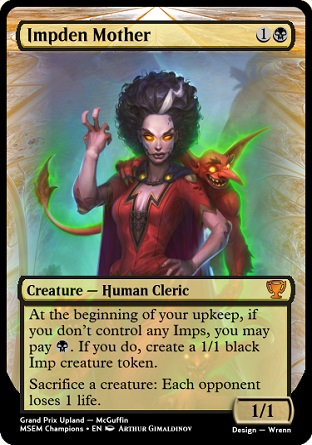 Impden Mother 1
Creature — Human Cleric
At the beginning of your upkeep, if
you don't control any Imps, you may
pay . If you do, create a 1/1 black
Imp creature token.
Sacrifice a creature: Each opponent
loses 1 life.
1/1
Grand Prix Upland — McGuffin
MSEM Champions • EN Arthur Gimaldinov
Design — Wrenn